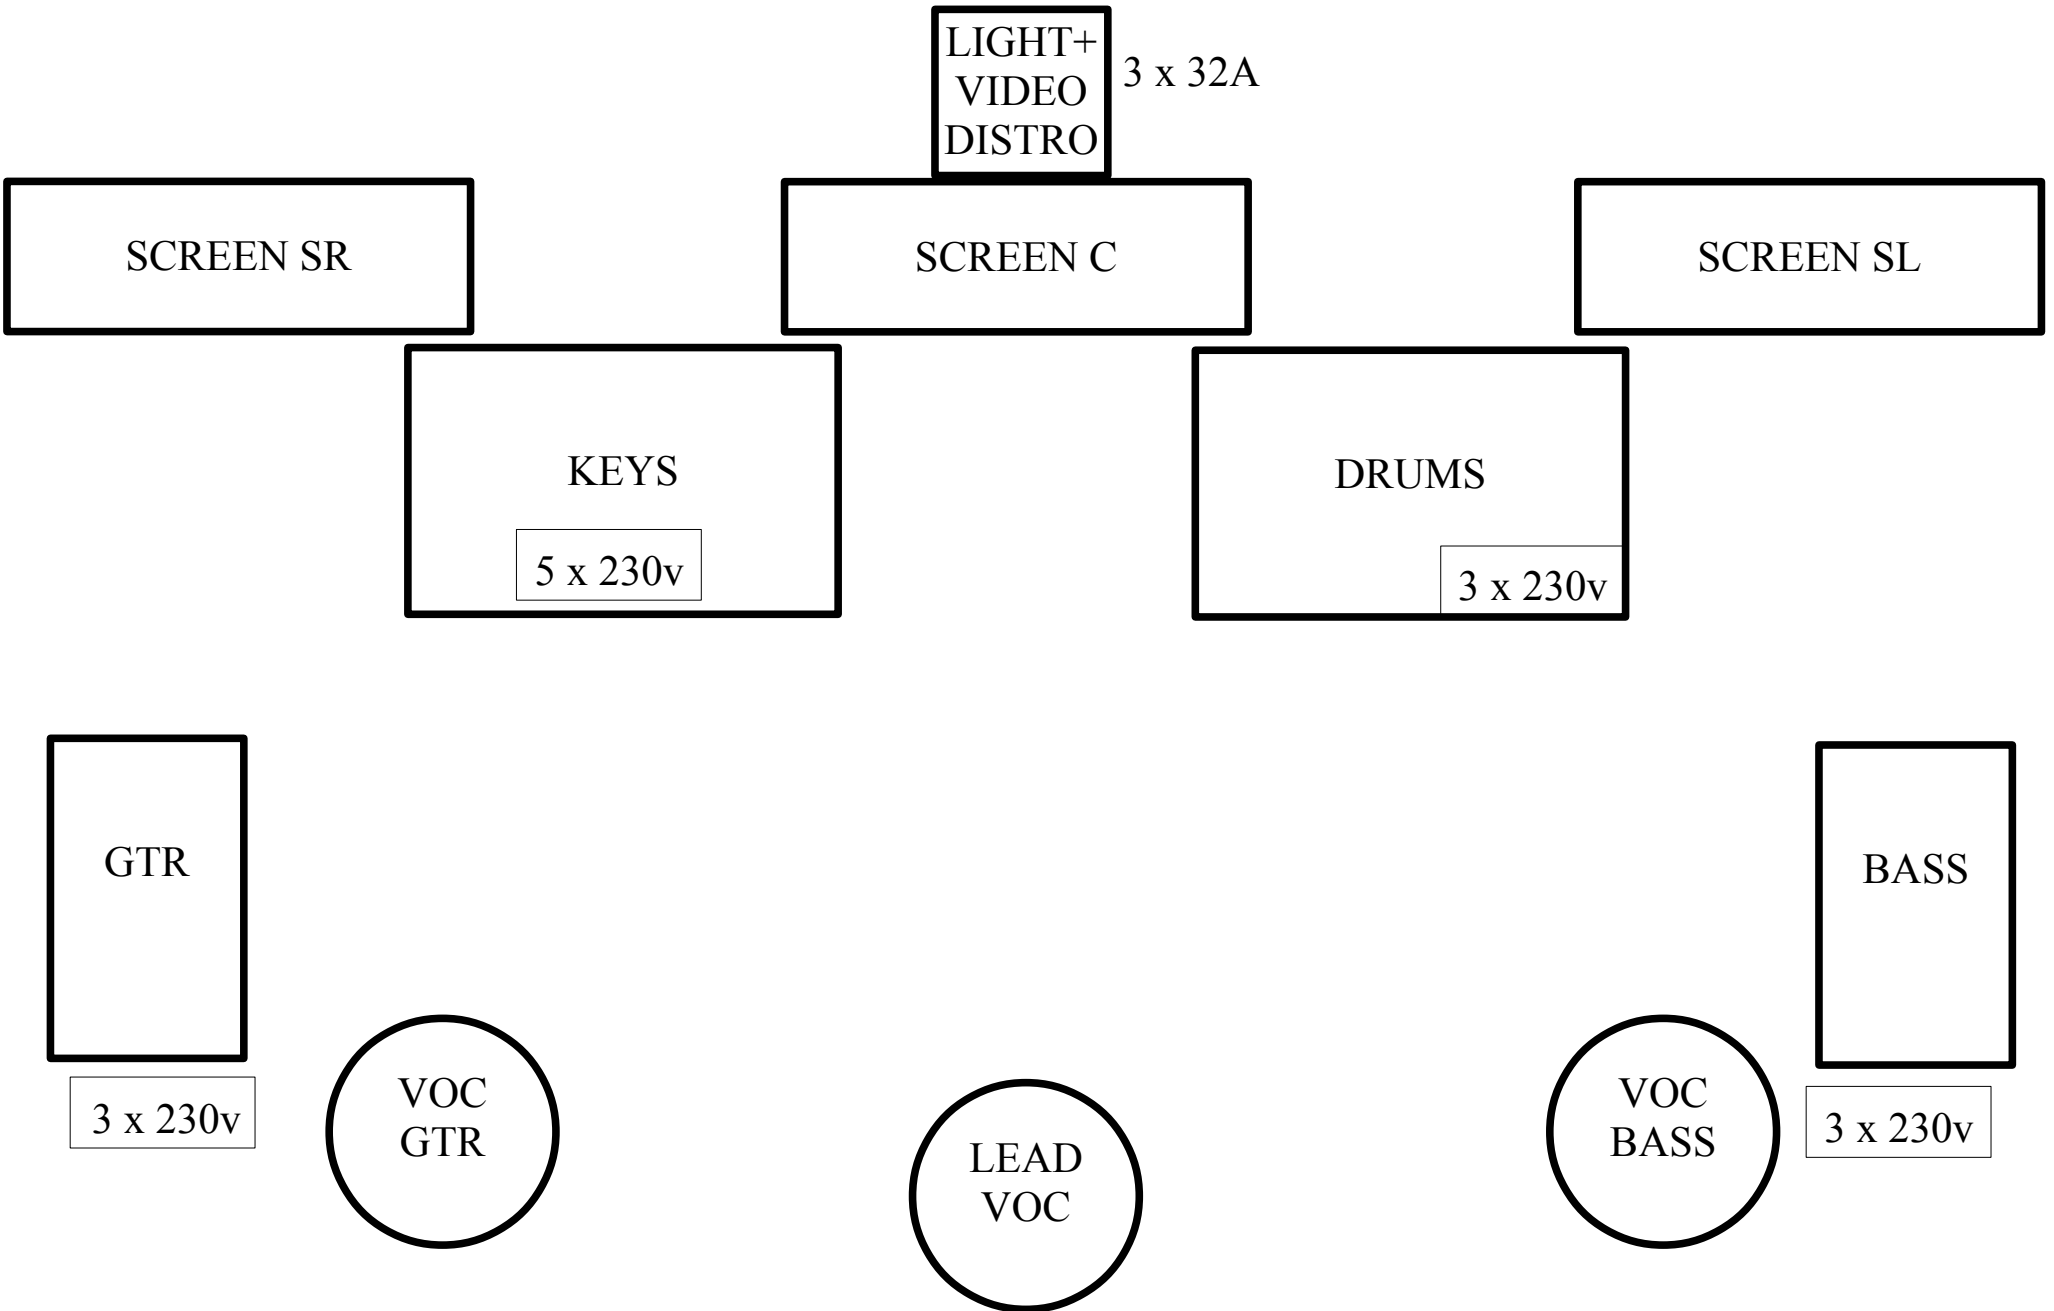 LIGHT+
VIDEO
DISTRO
3 x 32A
SCREEN SR
SCREEN C
SCREEN SL
KEYS
5 x 230v
DRUMS
3 x 230v
GTR
3 x 230v
VOC
GTR
LEAD
VOC
VOC
BASS
BASS
3 x 230v